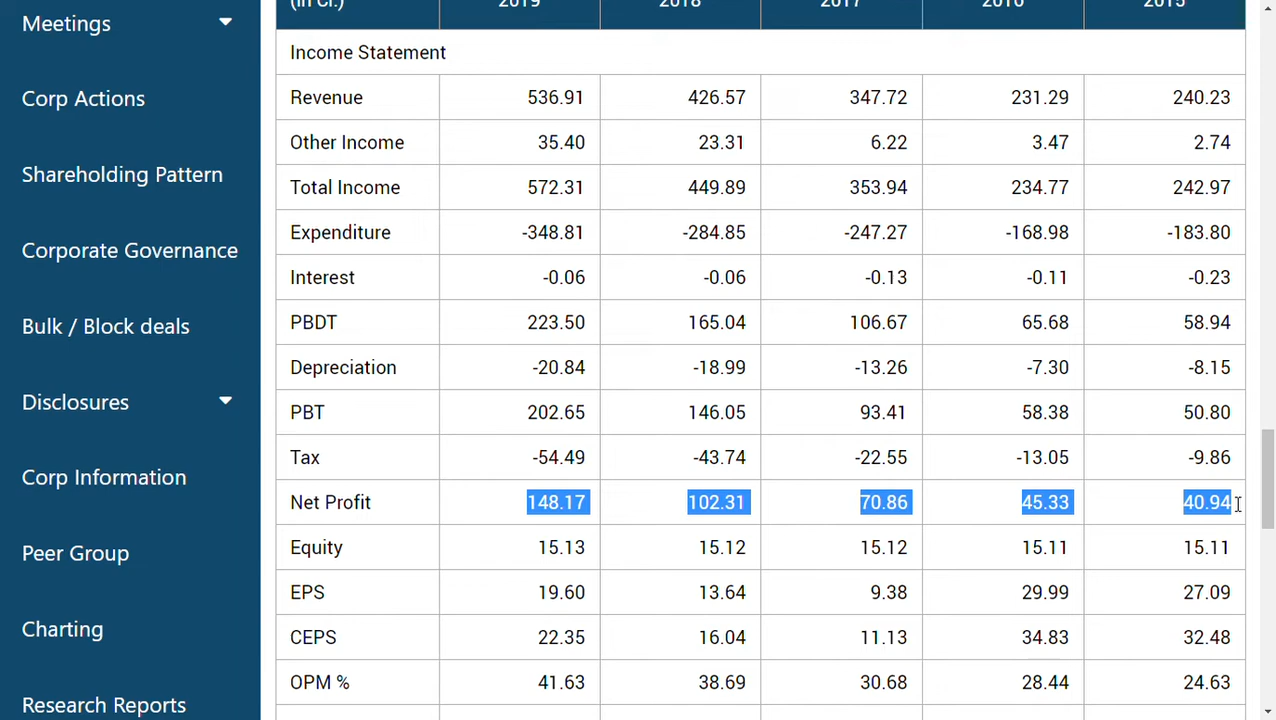 (in Cr.) 2019 2018 2017 2016 2015
Meetings
Corp Actions
Shareholding Pattern
Corporate Governance
Bulk / Block deals
Disclosures
Corp Information
Peer Group
Charting
Research Reports
Income Statement
Revenue 536.91 426.57 347.72 231.29 240.23
Other Income 35.40 23.31 6.22 3.47 2.74
Total Income 572.31 449.89 353.94 234.77 242.97
Expenditure -348.81 -284.85 -247.27 -168.98 -183.80
Interest -0.06 -0.06 -0.13 -0.11 -0.23
PBDT 223.50 165.04 106.67 65.68 58.94
Depreciation -20.84 -18.99 -13.26 -7.30 -8.15
PBT 202.65 146.05 93.41 58.38 50.80
Tax -54.49 -43.74 -22.55 -13.05 -9.86
Net Profit 148.17 102.31 70.86 45.33 40.94
Equity 15.13 15.12 15.12 15.11 15.11
EPS 19.60 13.64 9.38 29.99 27.09
CEPS 22.35 16.04 11.13 34.83 32.48
OPM % 41.63 38.69 30.68 28.44 24.63